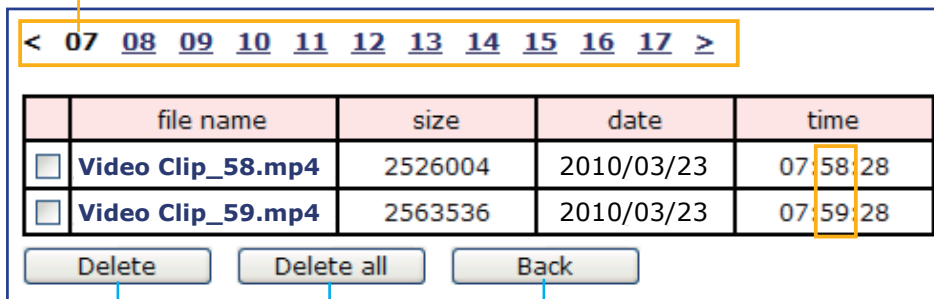 < 07 08 09 10 11 12 13 14 15 16 17 >
file name size date time
Video Clip_58.mp4 2526004 2010/03/23 07:58:28
Video Clip_59.mp4 2563536 2010/03/23 07:59:28
Delete Delete all Back